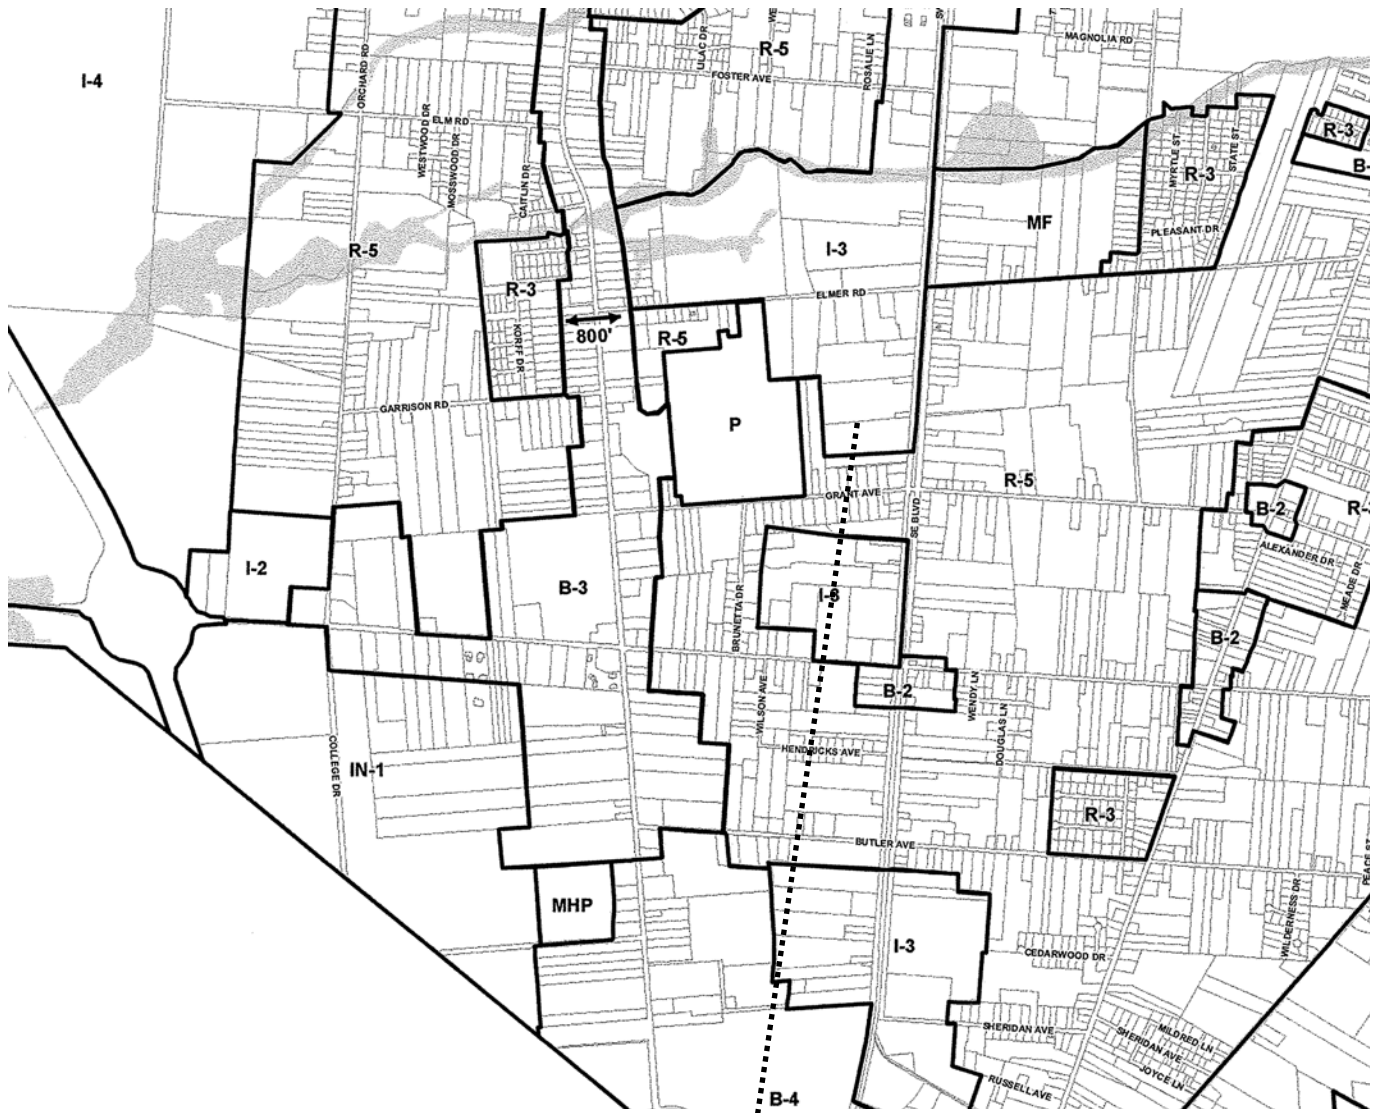 MAGNOLIA RD
LILAC DR
ROSALIE LN
R-5
ORCHARD RD
FOSTER AVE
I-4
WESTWOOD DR
ELM RD
MOSSWOOD DR
CAITLIN DR
R-3
B-
MYRTLE ST
STATE ST
R-3
MF
PLEASANT DR
R-5
I-3
R-3
ELMER RD
800'
R-5
KORFF DR
GARRISON RD
P
R-5
GRANT AVE
B-2
R-
SE BLVD
ALEXANDER DR
I-2
B-3
I-3
MEADE DR
BRUNETTA DR
B-2
B-2
WILSON AVE
WENDY LN
DOUGLAS LN
HENDRICKS AVE
COLLEGE DR
IN-1
R-3
BUTLER AVE
PEACE ST
MHP
WILDERNESS DR
I-3
CEDARWOOD DR
SHERIDAN AVE
MILDRED LN
SHERIDAN AVE
JOYCE LN
RUSSELL AVE
B-4